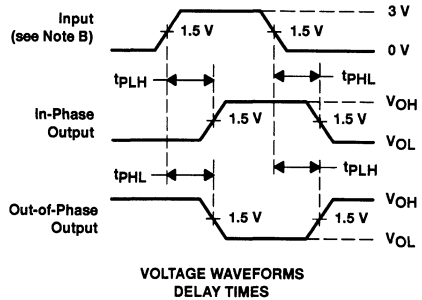 Input
(see Note B)
1.5 V
1.5 V
3 V
0 V
tPLH
tPHL
In-Phase
Output
1.5 V
1.5 V
VOH
VOL
tPHL
tPLH
Out-of-Phase
Output
1.5 V
1.5 V
VOH
VOL
VOLTAGE WAVEFORMS
DELAY TIMES